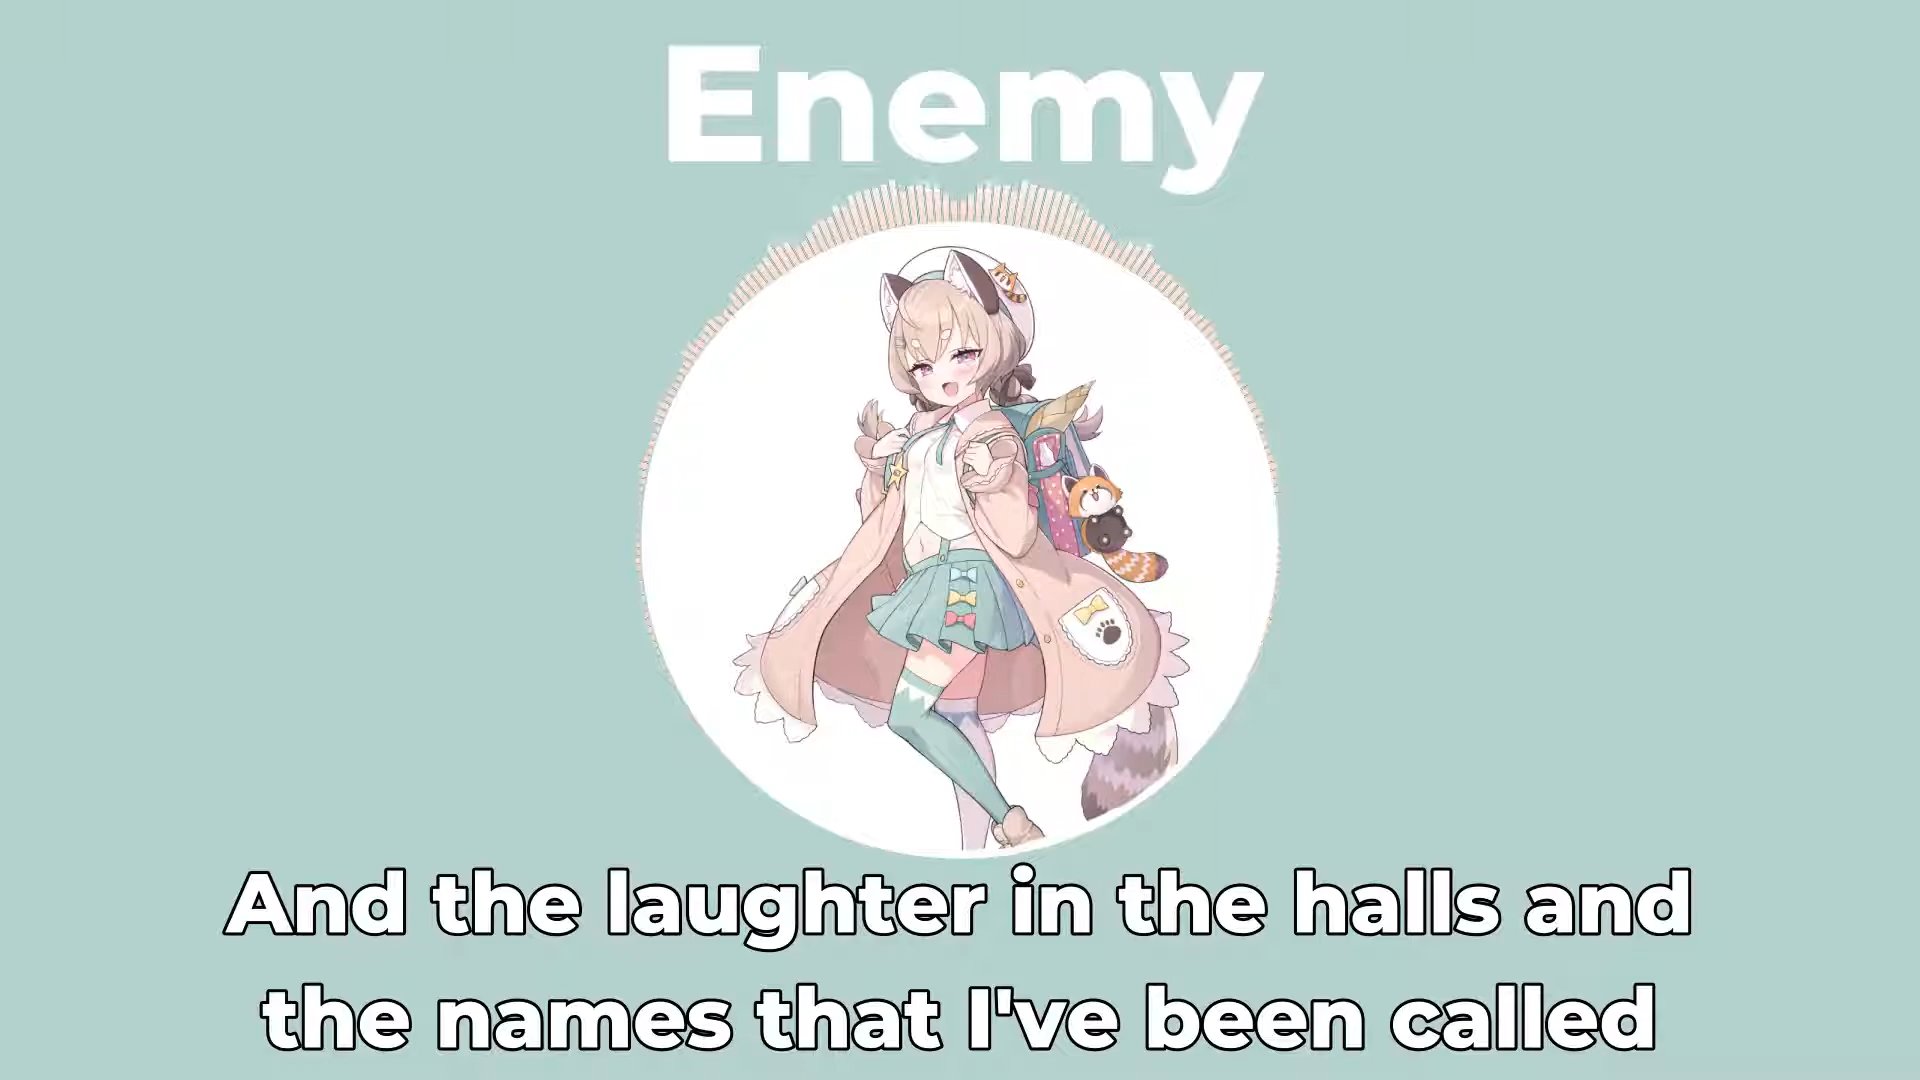 Enemy
And the laughter in the halls and
the names that I've been called